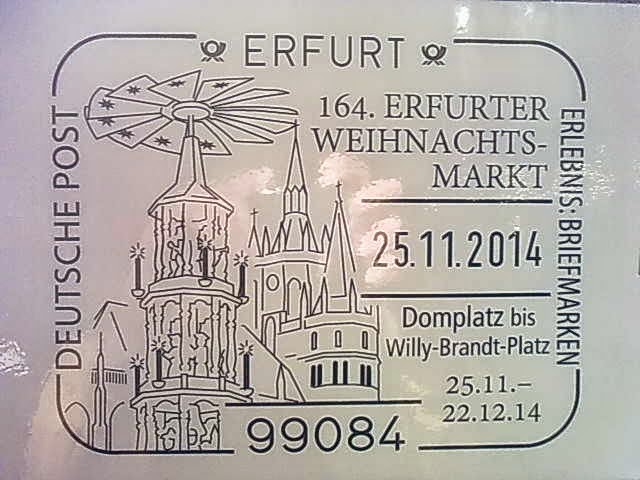 ERFURT
DEUTSCHE POST
164. ERFURTER
WEIHNACHTS-
MARKT
25.11.2014
Domplatz bis
Willy-Brandt-Platz
25.11.–
22.12.14
ERLEBNIS: BRIEFMARKEN
99084